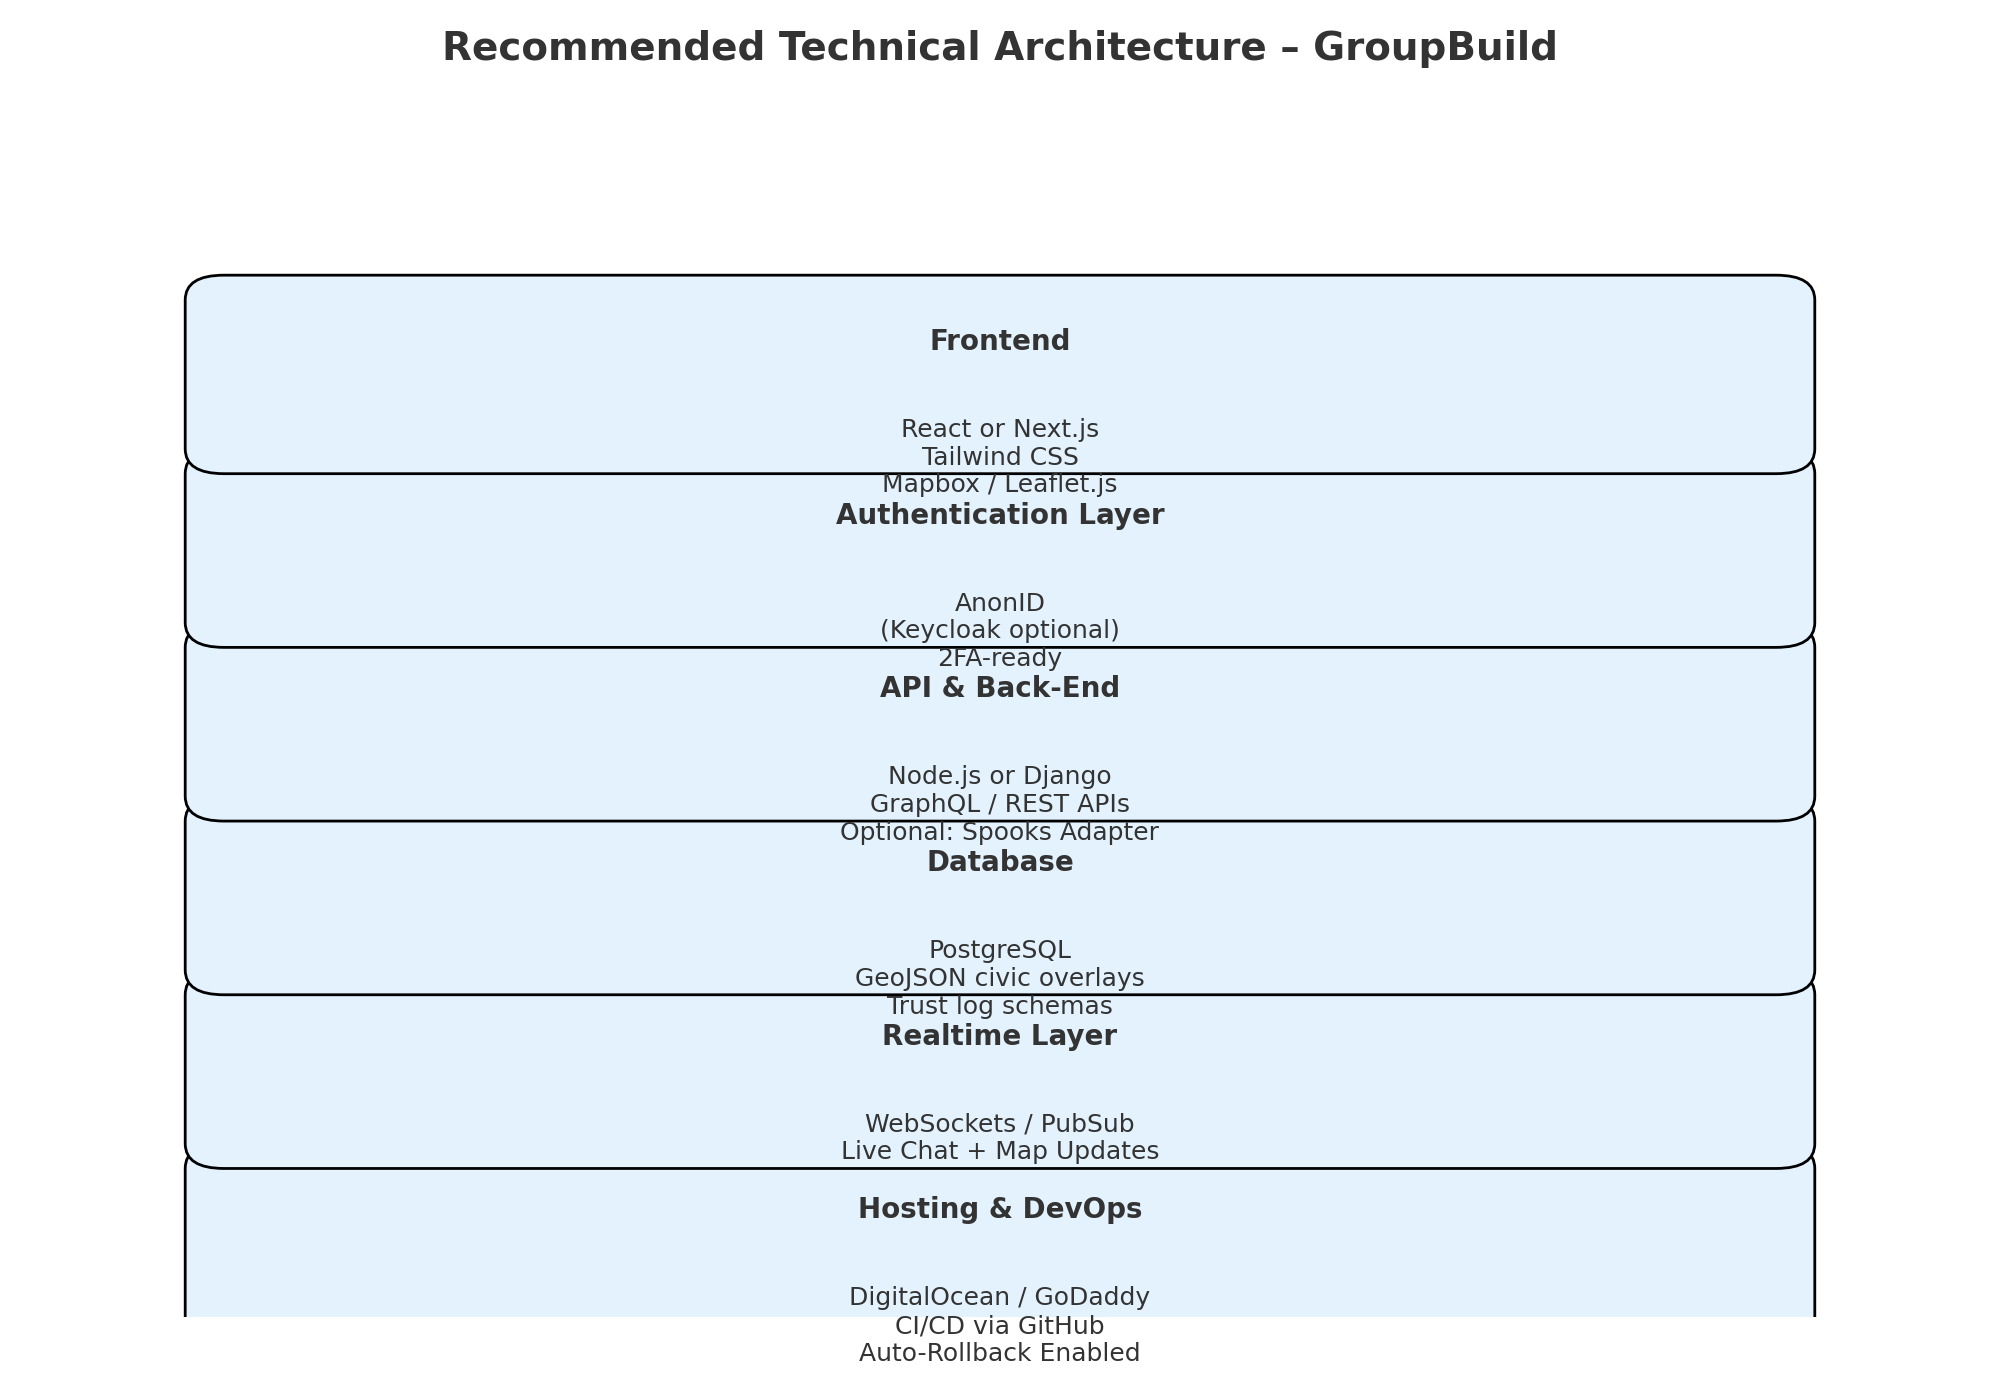 Recommended Technical Architecture – GroupBuild
Frontend
React or Next.js
Tailwind CSS
Mapbox / Leaflet.js
Authentication Layer
AnonID
(Keycloak optional)
2FA-ready
API & Back-End
Node.js or Django
GraphQL / REST APIs
Optional: Spooks Adapter
Database
PostgreSQL
GeoJSON civic overlays
Trust log schemas
Realtime Layer
WebSockets / PubSub
Live Chat + Map Updates
Hosting & DevOps
DigitalOcean / GoDaddy
CI/CD via GitHub
Auto-Rollback Enabled